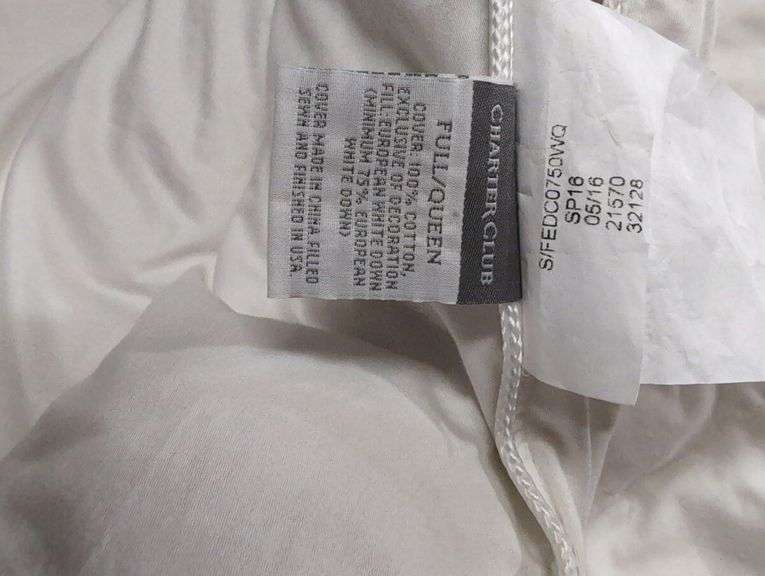 CHARTER CLUB
FULL/QUEEN
COVER: 100% COTTON,
EXCLUSIVE OF DECORATION
FILL: EUROPEAN WHITE DOWN
(MINIMUM 75% EUROPEAN
WHITE DOWN)
COVER MADE IN CHINA FILLED
SEWN AND FINISHED IN USA.
S/FEDC0750WQ
SP16
05/16
21570
32128